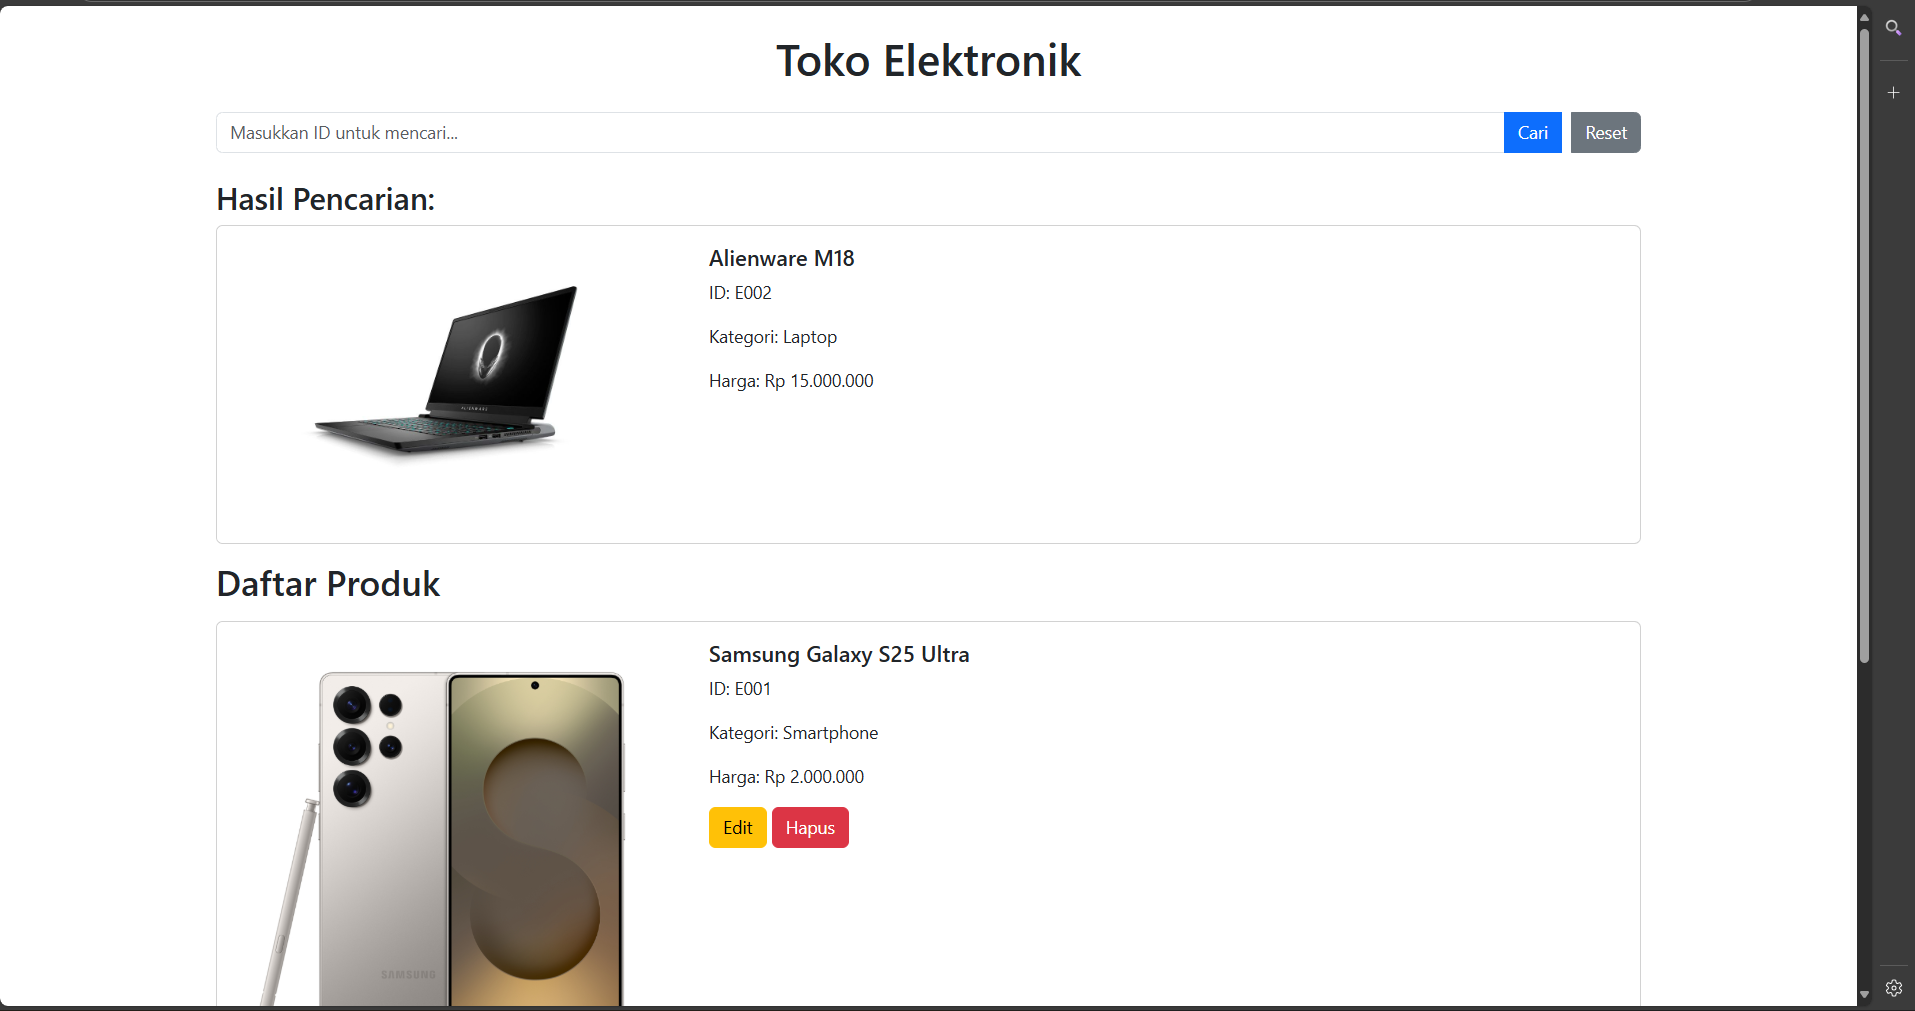 Toko Elektronik
Masukkan ID untuk mencari...
Cari
Reset
Hasil Pencarian:
ALIENWARE
Alienware M18
ID: E002
Kategori: Laptop
Harga: Rp 15.000.000
Daftar Produk
Samsung Galaxy S25 Ultra
ID: E001
Kategori: Smartphone
Harga: Rp 2.000.000
Edit
Hapus
SAMSUNG